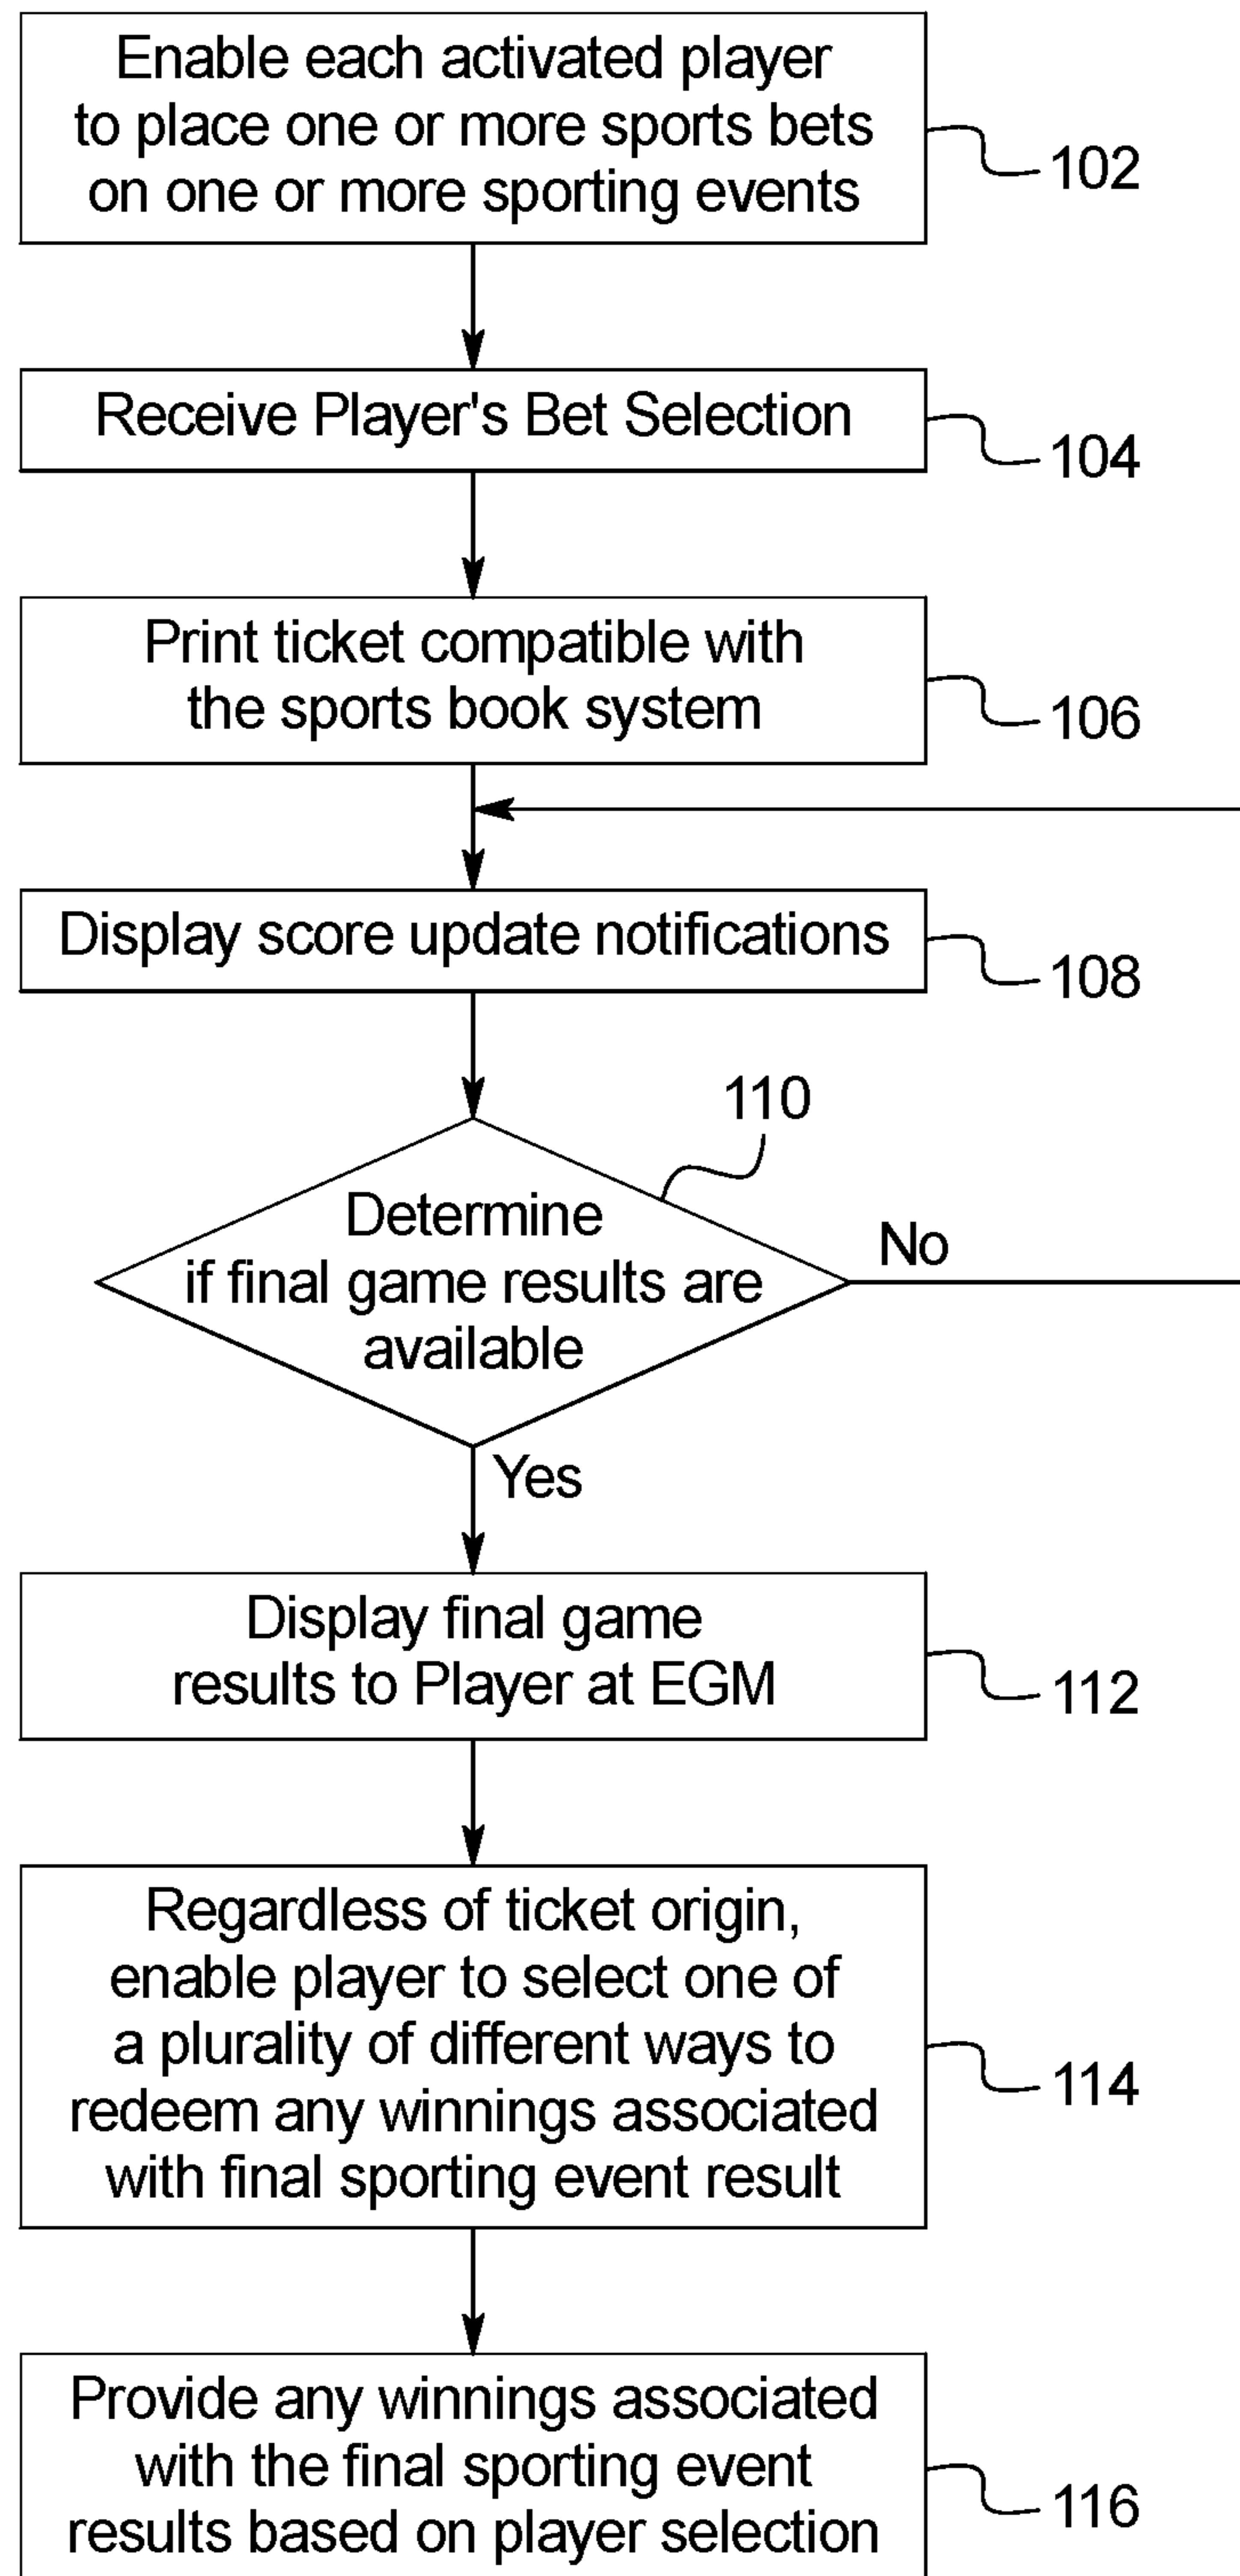 Enable each activated player
to place one or more sports bets
on one or more sporting events
102
Receive Player's Bet Selection
104
Print ticket compatible with
the sports book system
106
Display score update notifications
108
110
Determine
if final game results are
available
No
Yes
Display final game
results to Player at EGM
112
Regardless of ticket origin,
enable player to select one of
a plurality of different ways to
redeem any winnings associated
with final sporting event result
114
Provide any winnings associated
with the final sporting event
results based on player selection
116